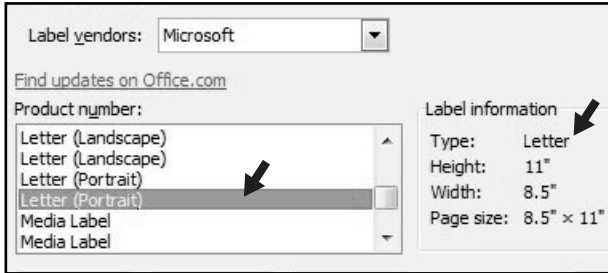 Label vendors: Microsoft
Find updates on Office.com
Product number:
Letter (Landscape)
Letter (Landscape)
Letter (Portrait)
Letter (Portrait)
Media Label
Media Label
Label information
Type: Letter
Height: 11"
Width: 8.5"
Page size: 8.5" × 11"